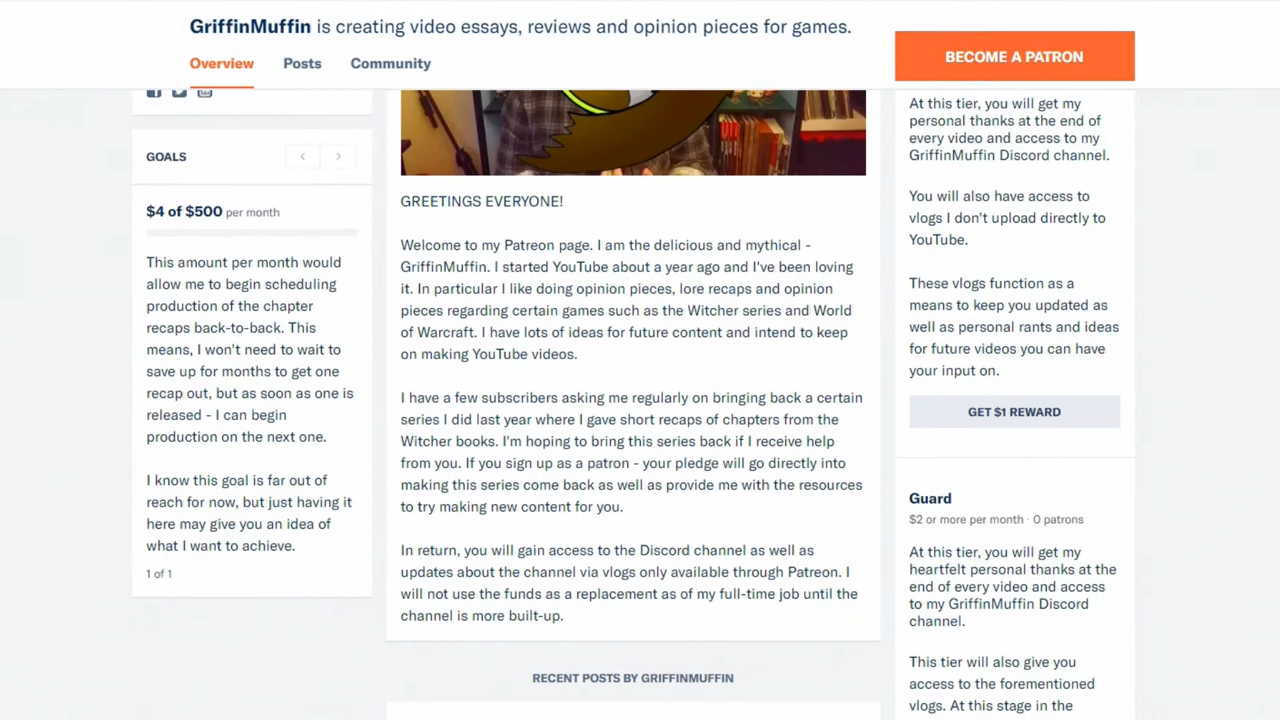 GriffinMuffin is creating video essays, reviews and opinion pieces for games.
Overview Posts Community
BECOME A PATRON
GOALS
$4 of $500 per month
This amount per month would
allow me to begin scheduling
production of the chapter
recaps back-to-back. This
means, I won't need to wait to
save up for months to get one
recap out, but as soon as one is
released - I can begin
production on the next one.
I know this goal is far out of
reach for now, but just having it
here may give you an idea of
what I want to achieve.
1 of 1
GREETINGS EVERYONE!
Welcome to my Patreon page. I am the delicious and mythical -
GriffinMuffin. I started YouTube about a year ago and I've been loving
it. In particular I like doing opinion pieces, lore recaps and opinion
pieces regarding certain games such as the Witcher series and World
of Warcraft. I have lots of ideas for future content and intend to keep
on making YouTube videos.
I have a few subscribers asking me regularly on bringing back a certain
series I did last year where I gave short recaps of chapters from the
Witcher books. I'm hoping to bring this series back if I receive help
from you. If you sign up as a patron - your pledge will go directly into
making this series come back as well as provide me with the resources
to try making new content for you.
In return, you will gain access to the Discord channel as well as
updates about the channel via vlogs only available through Patreon. I
will not use the funds as a replacement as of my full-time job until the
channel is more built-up.
RECENT POSTS BY GRIFFINMUFFIN
At this tier, you will get my
personal thanks at the end of
every video and access to my
GriffinMuffin Discord channel.
You will also have access to
vlogs I don't upload directly to
YouTube.
These vlogs function as a
means to keep you updated as
well as personal rants and ideas
for future videos you can have
your input on.
GET $1 REWARD
Guard
$2 or more per month · 0 patrons
At this tier, you will get my
heartfelt personal thanks at the
end of every video and access
to my GriffinMuffin Discord
channel.
This tier will also give you
access to the forementioned
vlogs. At this stage in the